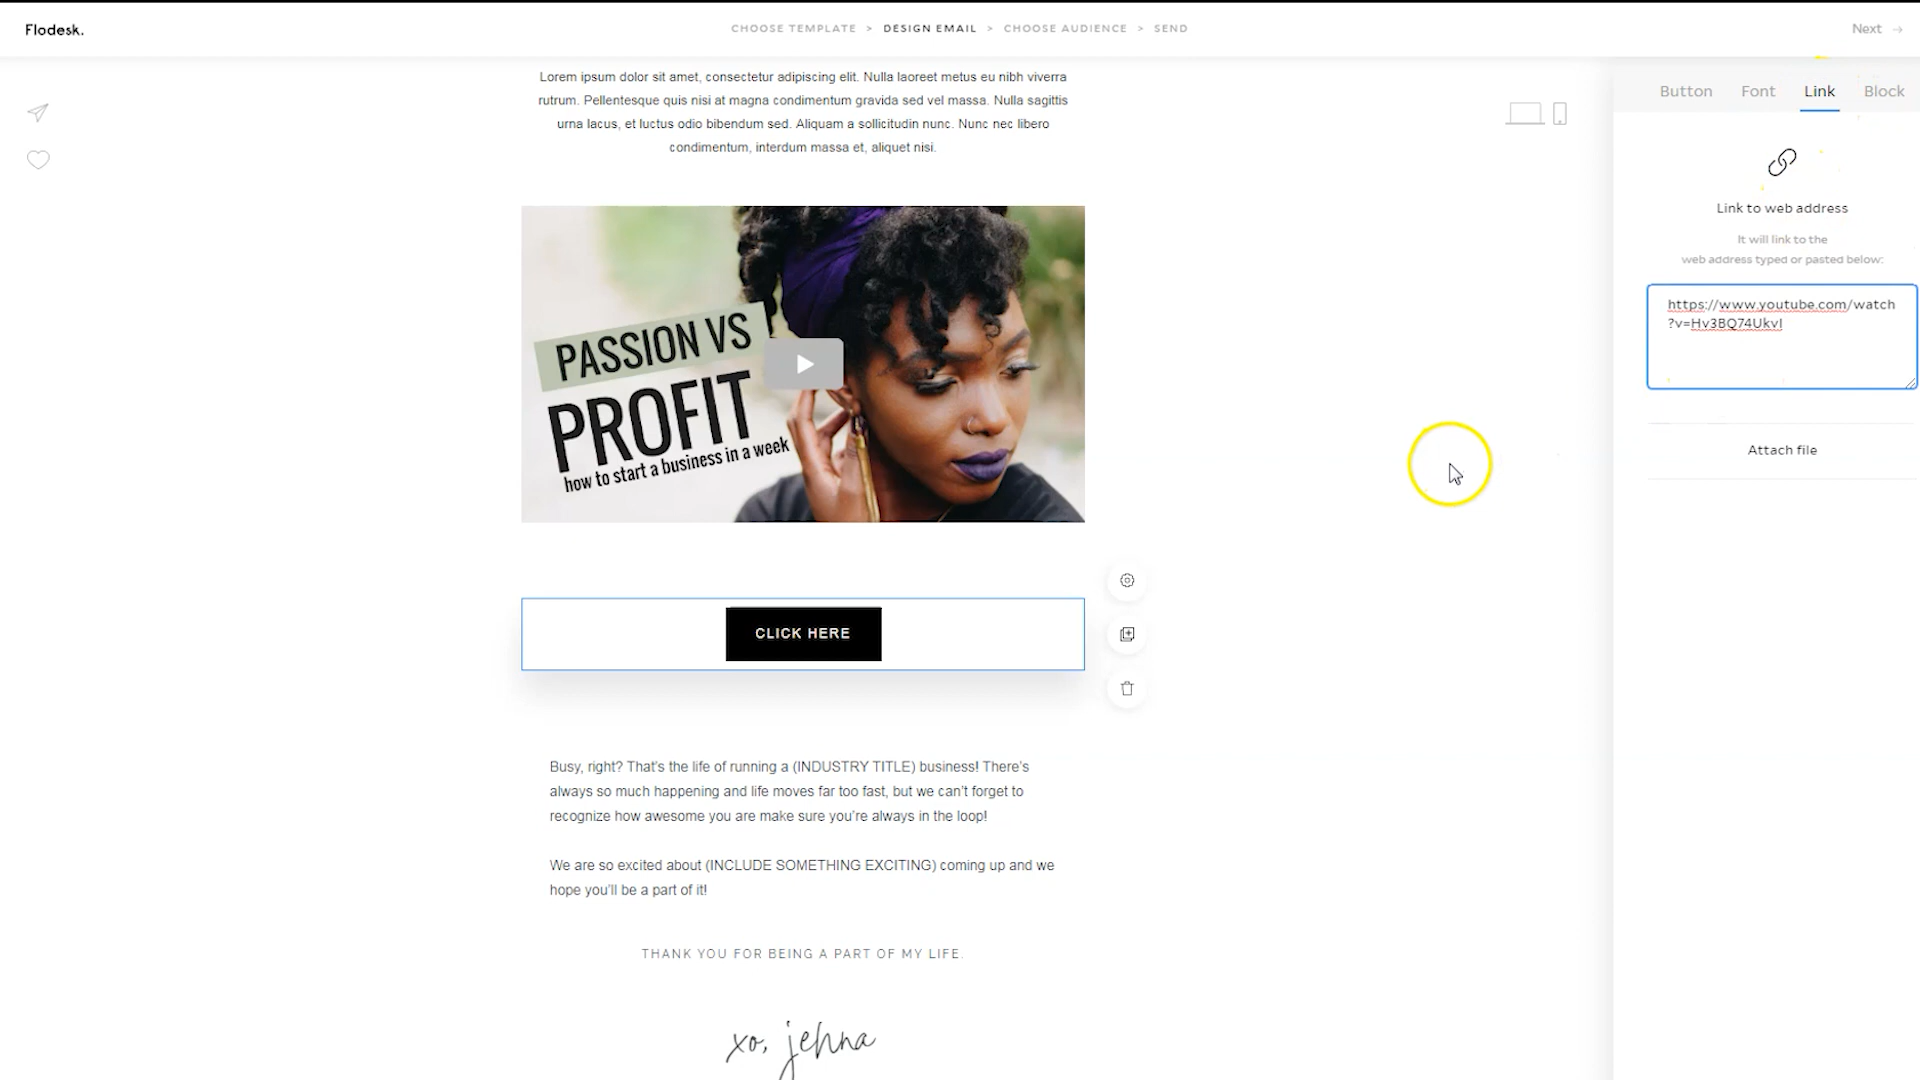 Flodesk.
CHOOSE TEMPLATE > DESIGN EMAIL > CHOOSE AUDIENCE > SEND
Next →
Button Font Link Block
Lorem ipsum dolor sit amet, consectetur adipiscing elit. Nulla laoreet metus eu nibh viverra
rutrum. Pellentesque quis nisi at magna condimentum gravida sed vel massa. Nulla sagittis
urna lacus, et luctus odio bibendum sed. Aliquam a sollicitudin nunc. Nunc nec libero
condimentum, interdum massa et, aliquet nisi.
PASSION VS
PROFIT
how to start a business in a week
CLICK HERE
Busy, right? That's the life of running a (INDUSTRY TITLE) business! There's
always so much happening and life moves far too fast, but we can't forget to
recognize how awesome you are make sure you're always in the loop!
We are so excited about (INCLUDE SOMETHING EXCITING) coming up and we
hope you'll be a part of it!
THANK YOU FOR BEING A PART OF MY LIFE.
xo, jehna
Link to web address
It will link to the
web address typed or pasted below:
https://www.youtube.com/watch
?v=Hv3BQ74UkvI
Attach file